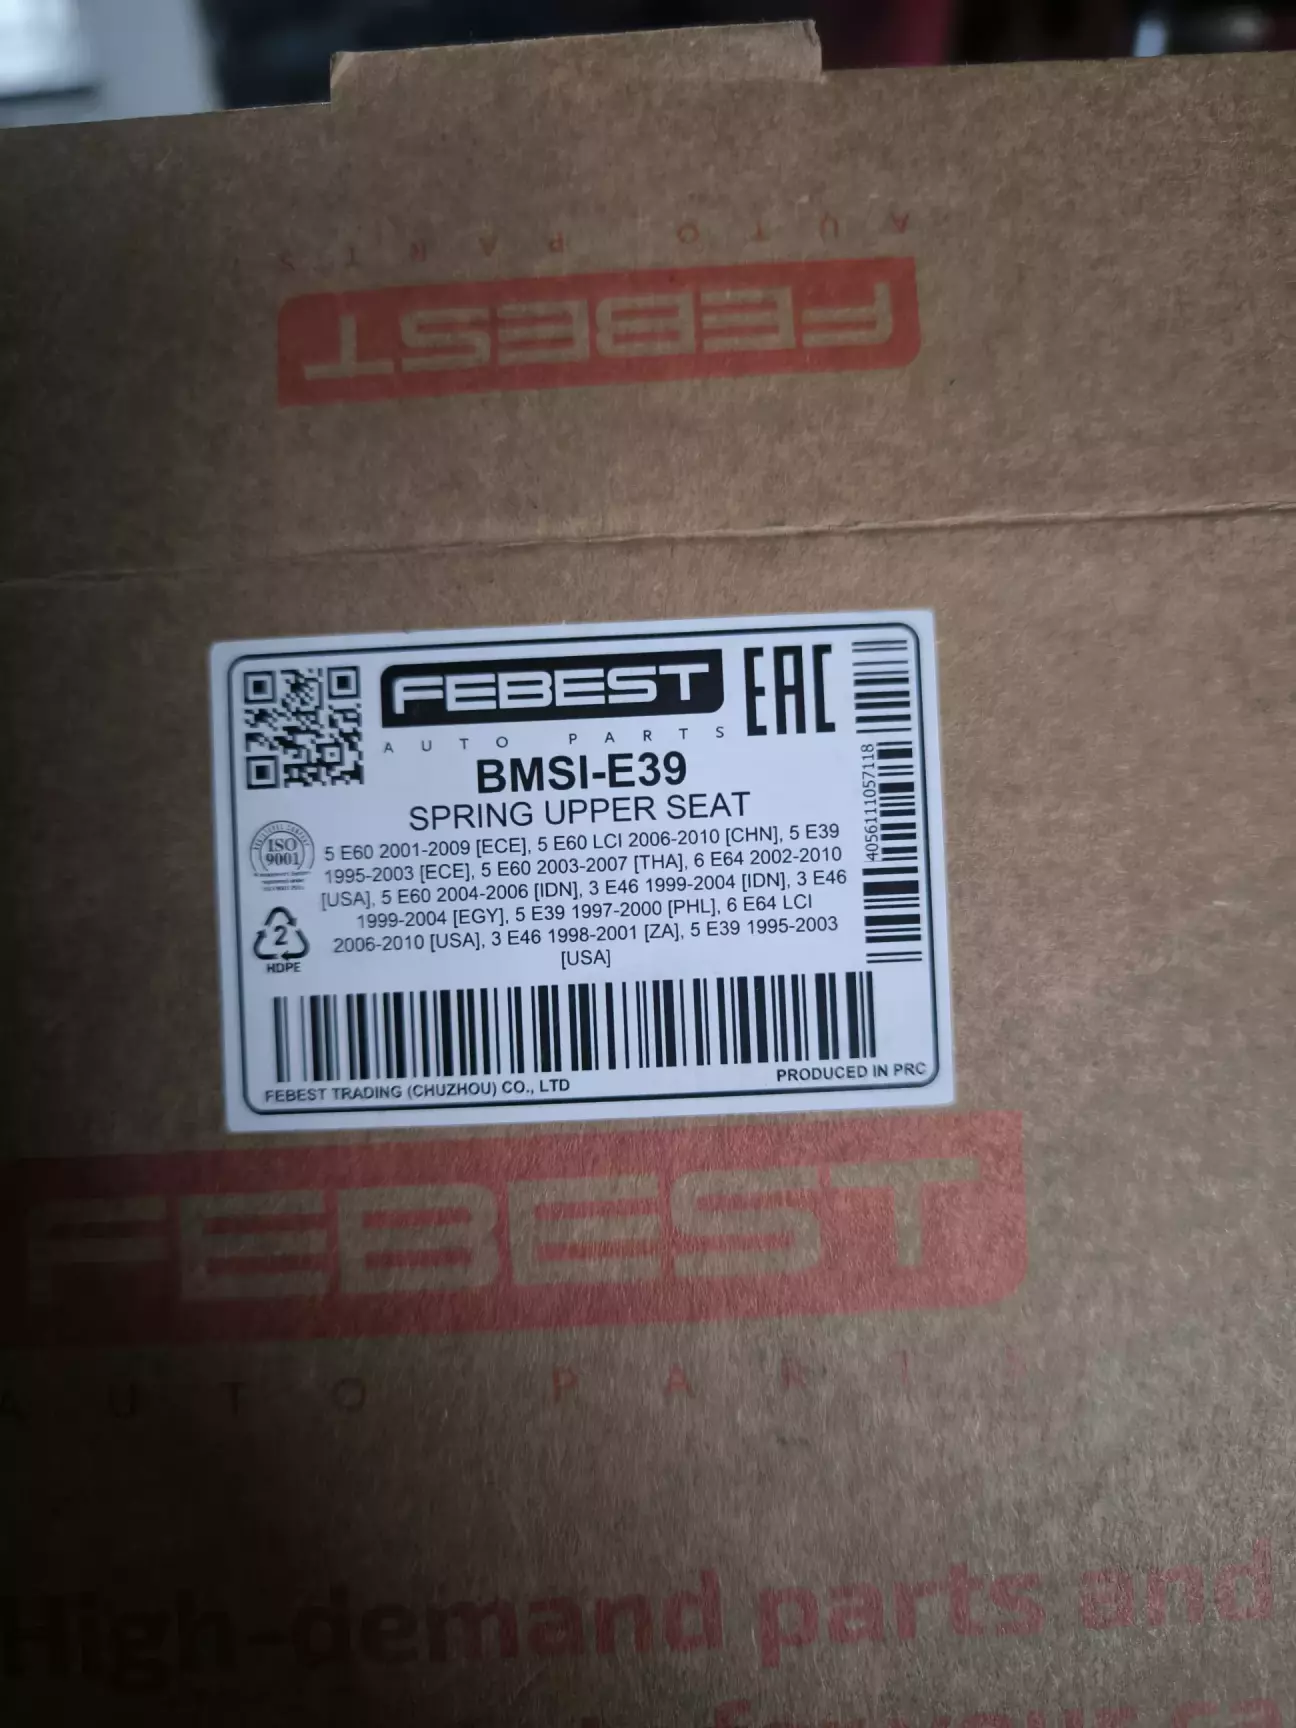 AUTO PARTS
FEBEST
FEBEST
EAC
AUTO PARTS
BMSI-E39
SPRING UPPER SEAT
ISO
9001
5 E60 2001-2009 [ECE], 5 E60 LCI 2006-2010 [CHN], 5 E39
1995-2003 [ECE], 5 E60 2003-2007 [THA], 6 E64 2002-2010
[USA], 5 E60 2004-2006 [IDN], 3 E46 1999-2004 [IDN], 3 E46
1999-2004 [EGY], 5 E39 1997-2000 [PHL], 6 E64 LCI
2006-2010 [USA], 3 E46 1998-2001 [ZA], 5 E39 1995-2003
[USA]
2
HDPE
4056111057118
FEBEST TRADING (CHUZHOU) CO., LTD
PRODUCED IN PRC
FEBEST
AUTO PART
High-demand parts and